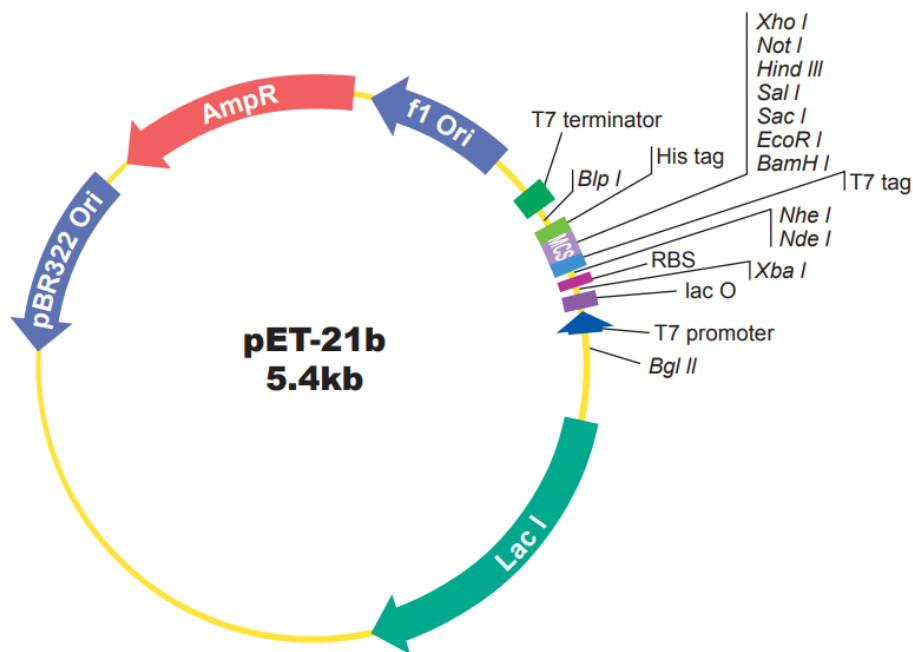 Xho I
Not I
Hind III
Sal I
Sac I
EcoR I
BamH I
T7 tag
Nhe I
Nde I
Xba I
T7 terminator
His tag
Blp I
MCS
RBS
lac O
T7 promoter
Bgl II
AmpR
f1 Ori
pBR322 Ori
pET-21b
5.4kb
Lac I